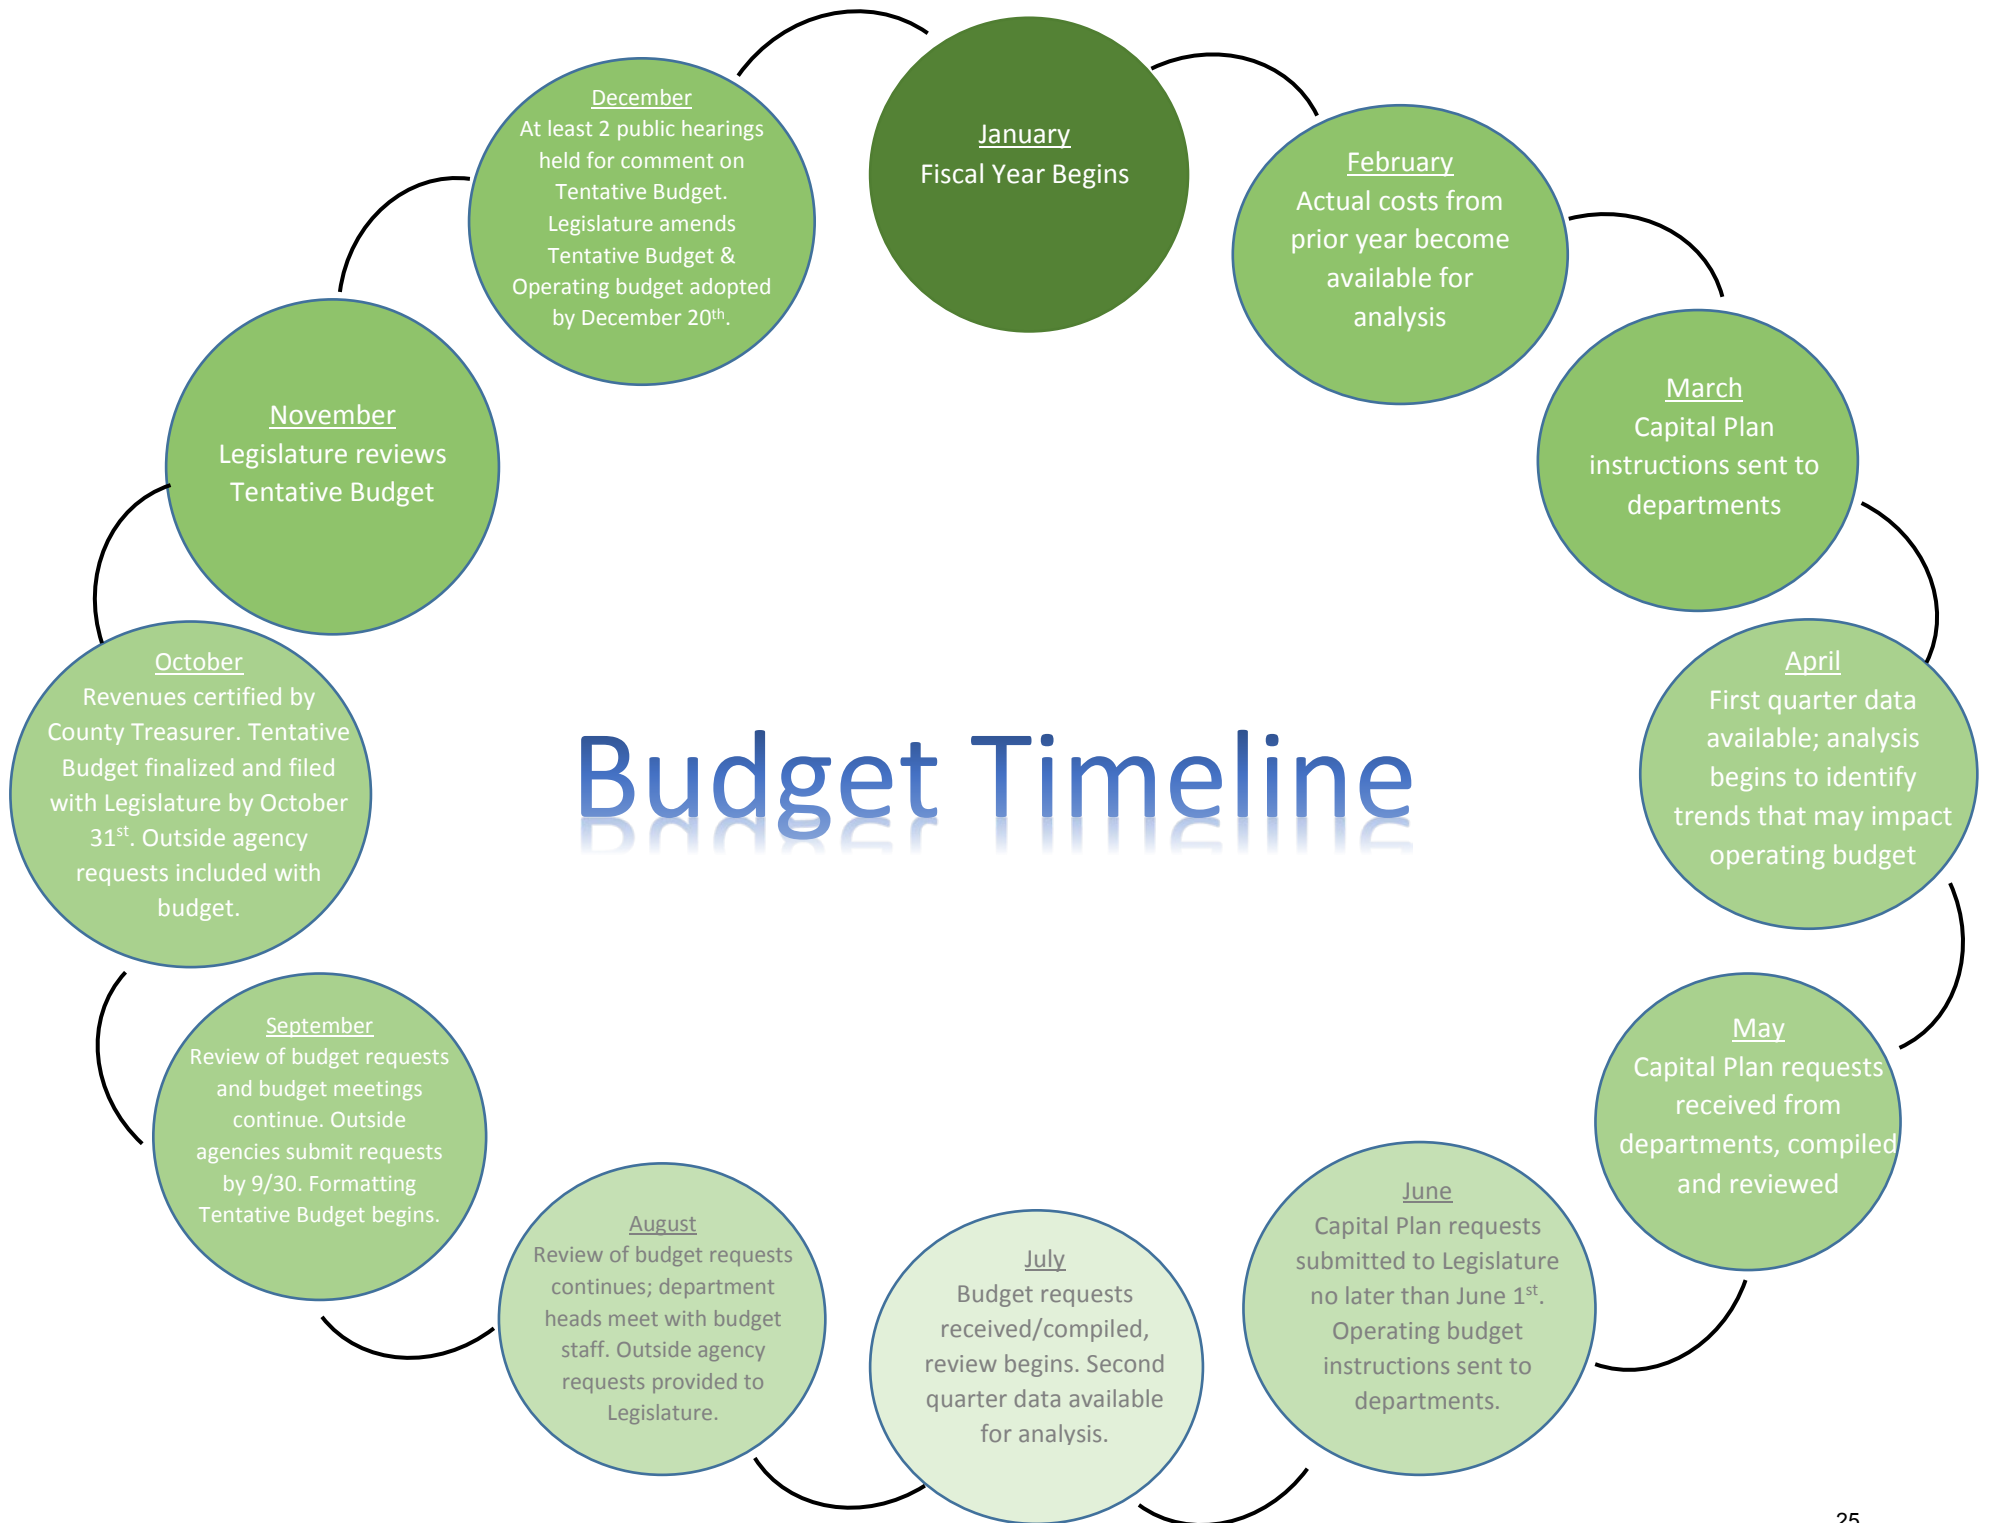 January
Fiscal Year Begins
February
Actual costs from
prior year become
available for
analysis
March
Capital Plan
instructions sent to
departments
April
First quarter data
available; analysis
begins to identify
trends that may impact
operating budget
May
Capital Plan requests
received from
departments, compiled
and reviewed
June
Capital Plan requests
submitted to Legislature
no later than June 1st.
Operating budget
instructions sent to
departments.
July
Budget requests
received/compiled,
review begins. Second
quarter data available
for analysis.
August
Review of budget requests
continues; department
heads meet with budget
staff. Outside agency
requests provided to
Legislature.
September
Review of budget requests
and budget meetings
continue. Outside
agencies submit requests
by 9/30. Formatting
Tentative Budget begins.
October
Revenues certified by
County Treasurer. Tentative
Budget finalized and filed
with Legislature by October
31st. Outside agency
requests included with
budget.
November
Legislature reviews
Tentative Budget
December
At least 2 public hearings
held for comment on
Tentative Budget.
Legislature amends
Tentative Budget &
Operating budget adopted
by December 20th.
Budget Timeline
25